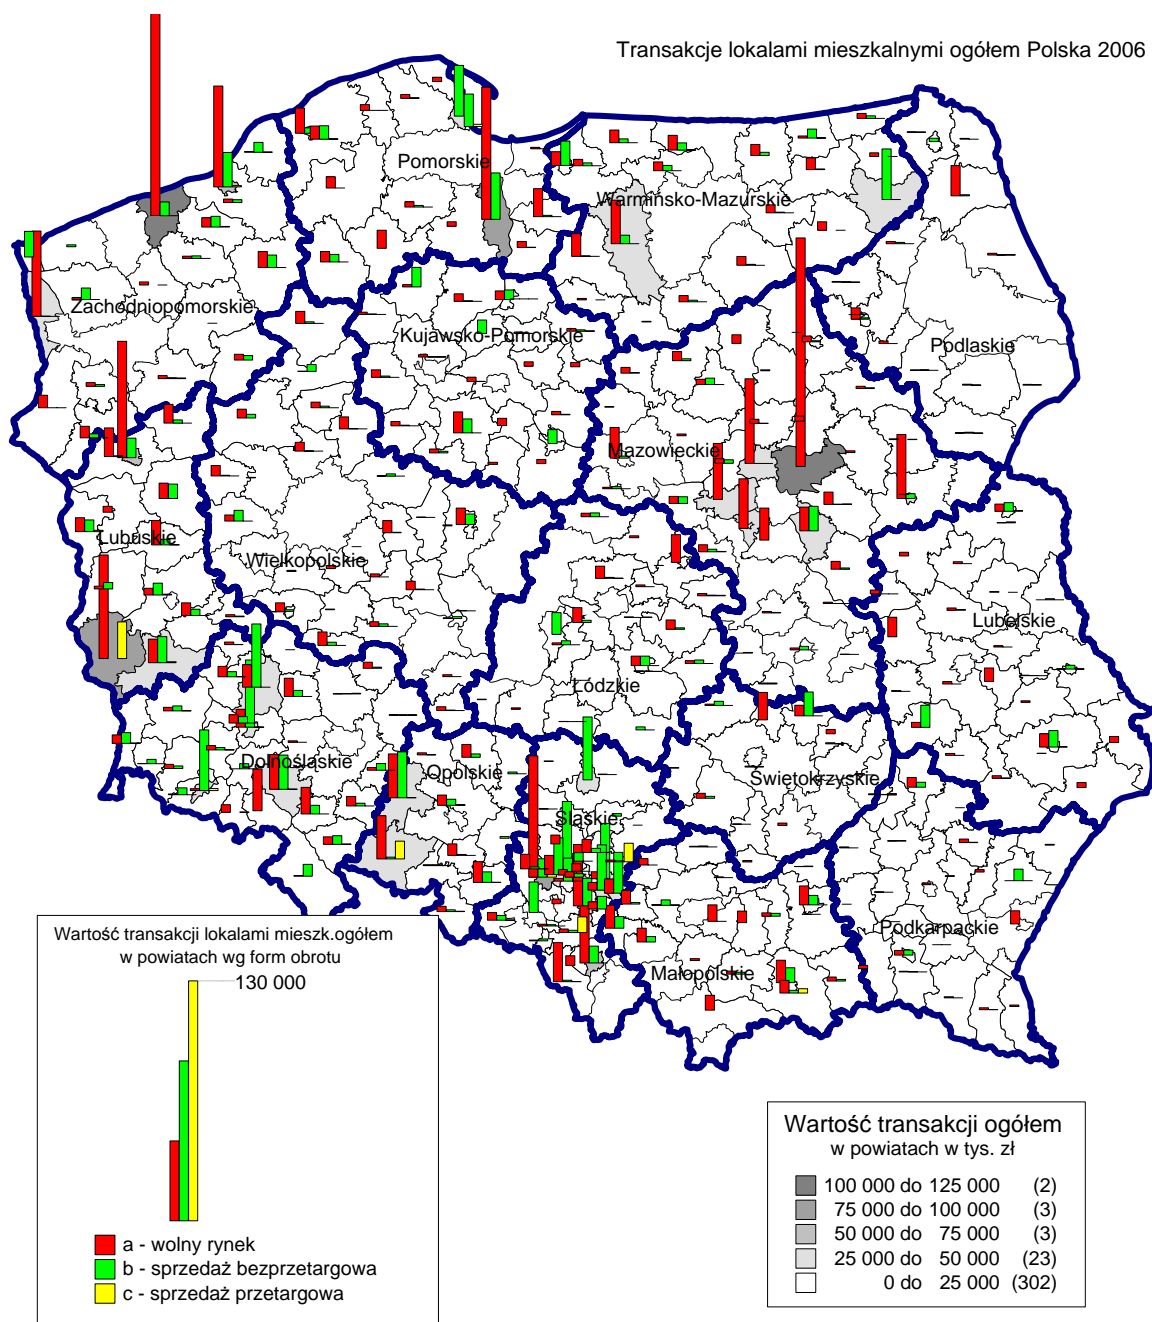 Transakcje lokalami mieszkalnymi ogółem Polska 2006
Pomorskie
Warmińsko-Mazurskie
Zachodniopomorskie
Kujawsko-Pomorskie
Podlaskie
Mazowieckie
Lubuskie
Wielkopolskie
Lubelskie
Łódzkie
Dolnośląskie
Opolskie
Świętokrzyskie
Śląskie
Podkarpackie
Małopolskie
Wartość transakcji lokalami mieszk.ogółem
w powiatach wg form obrotu
130 000
a - wolny rynek
b - sprzedaż bezprzetargowa
c - sprzedaż przetargowa
Wartość transakcji ogółem
w powiatach w tys. zł
100 000 do 125 000 (2)
75 000 do 100 000 (3)
50 000 do 75 000 (3)
25 000 do 50 000 (23)
0 do 25 000 (302)